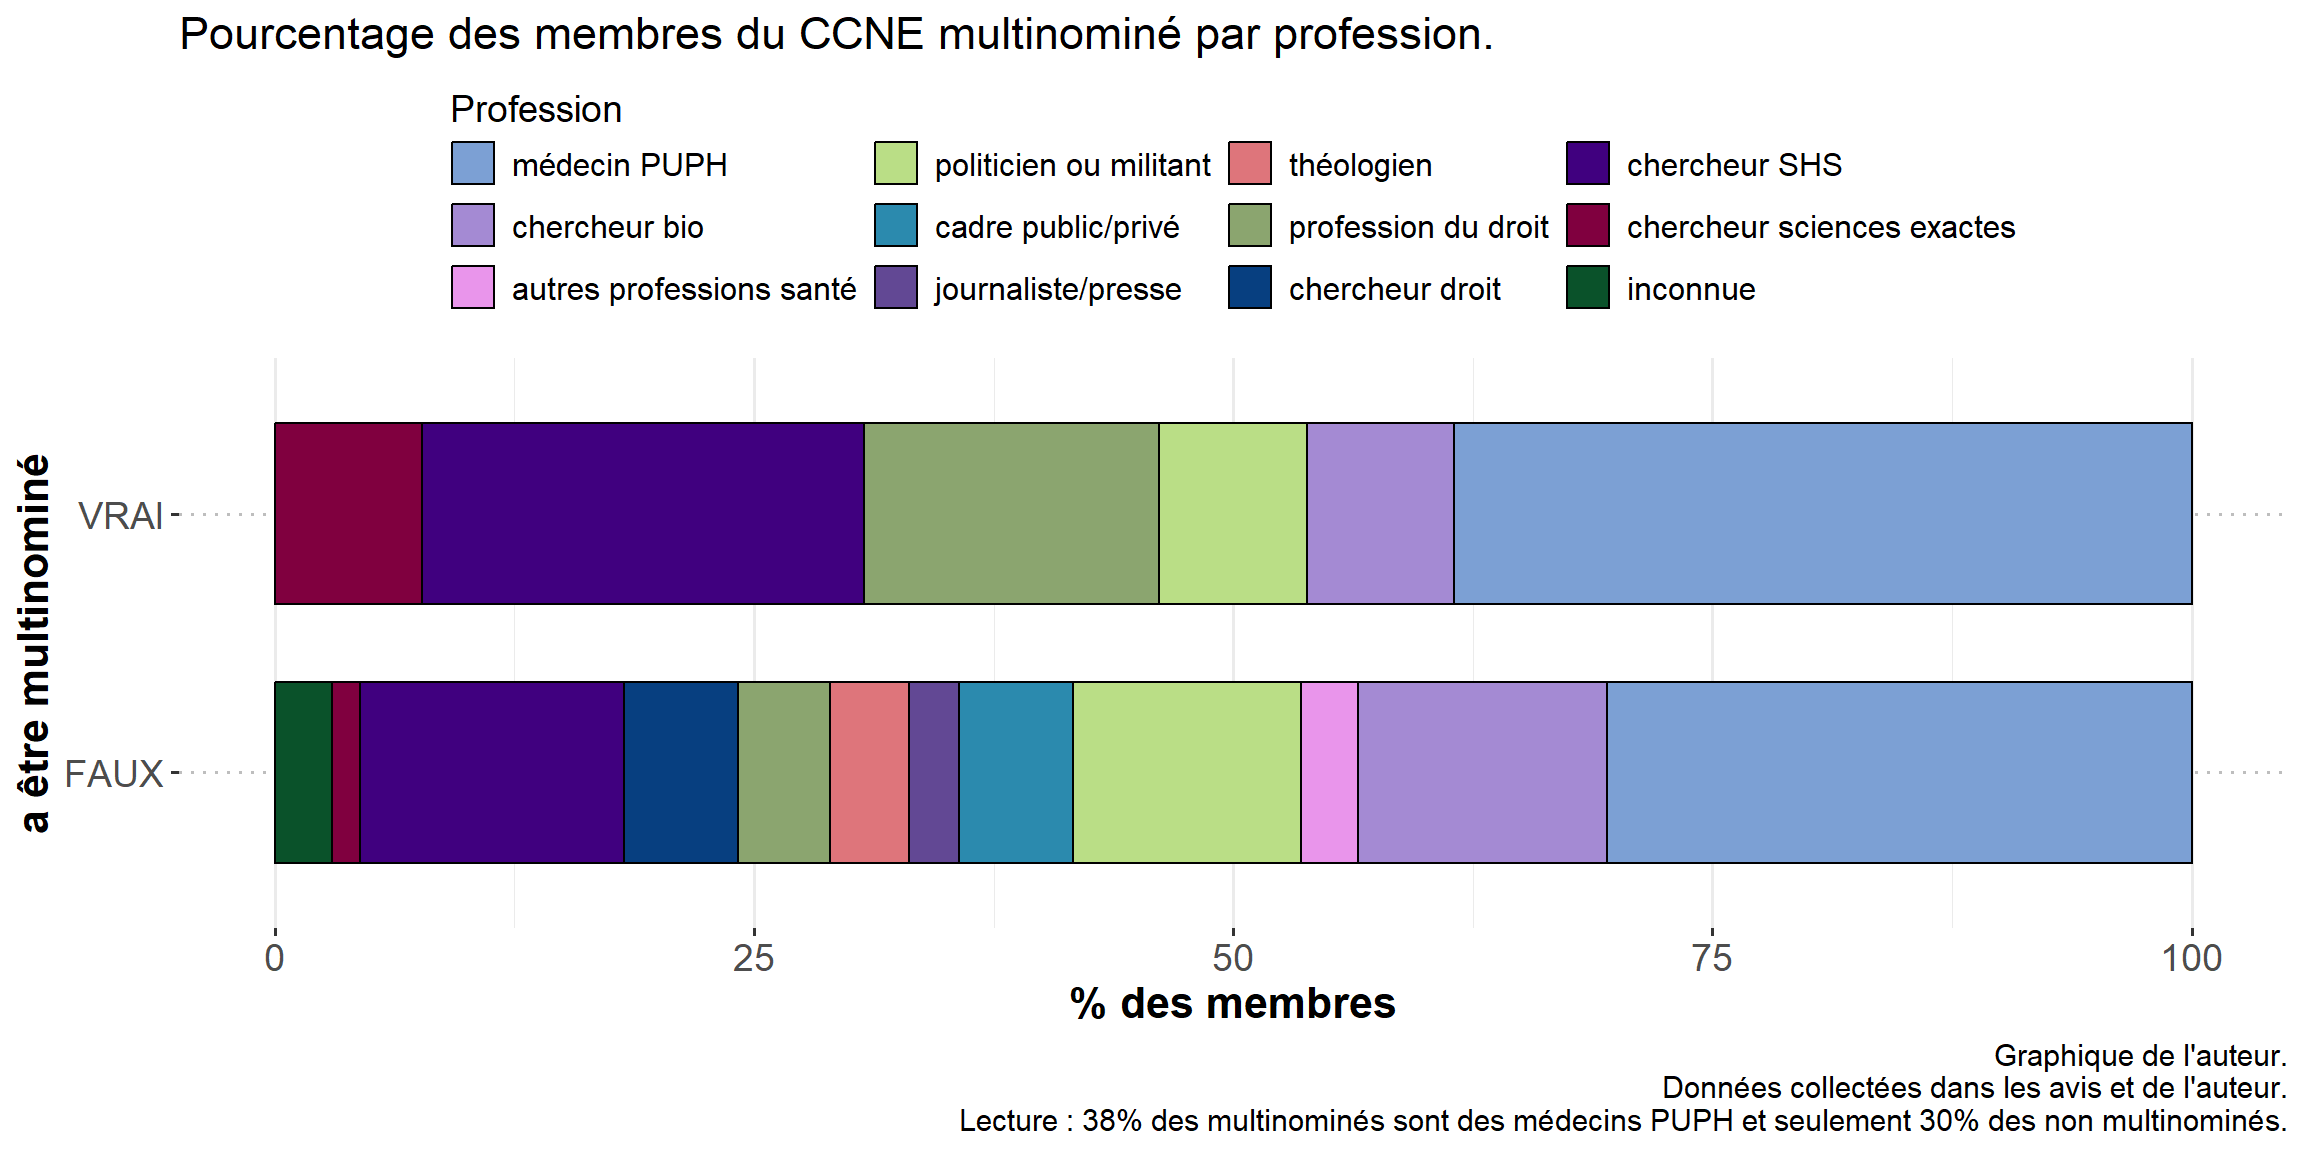 Pourcentage des membres du CCNE multinominé par profession.
Profession
médecin PUPH
politicien ou militant
théologien
chercheur SHS
chercheur bio
cadre public/privé
profession du droit
chercheur sciences exactes
autres professions santé
journaliste/presse
chercheur droit
inconnue
a être multinominé
VRAI
FAUX
0 25 50 75 100
% des membres
Graphique de l'auteur.
Données collectées dans les avis et de l'auteur.
Lecture : 38% des multinominés sont des médecins PUPH et seulement 30% des non multinominés.